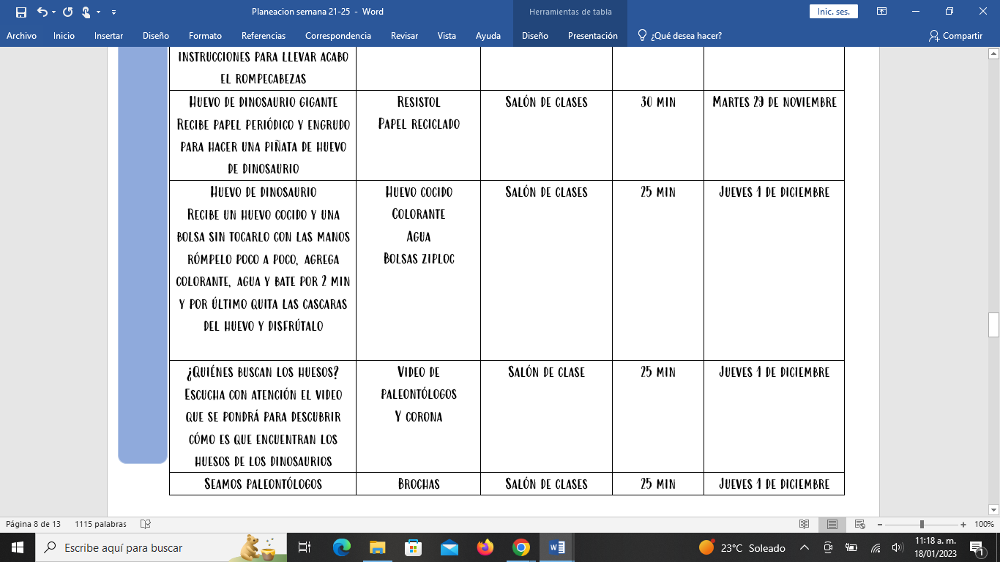 Planeacion semana 21-25 - Word
Herramientas de tabla
Inic. ses.
Archivo Inicio Insertar Diseño Formato Referencias Correspondencia Revisar Vista Ayuda Diseño Presentación ¿Qué desea hacer? Compartir
instrucciones para llevar acabo
el rompecabezas
Huevo de dinosaurio gigante
Recibe papel periódico y engrudo
para hacer una piñata de huevo
de dinosaurio
Resistol
Papel reciclado
Salón de clases
30 min
Martes 29 de noviembre
Huevo de dinosaurio
Recibe un huevo cocido y una
bolsa sin tocarlo con las manos
rómpelo poco a poco, agrega
colorante, agua y bate por 2 min
y por último quita las cascaras
del huevo y disfrútalo
Huevo cocido
Colorante
Agua
Bolsas ziploc
Salón de clases
25 min
Jueves 1 de diciembre
¿Quiénes buscan los huesos?
Escucha con atención el video
que se pondrá para descubrir
cómo es que encuentran los
huesos de los dinosaurios
Video de
paleontólogos
Y corona
Salón de clase
25 min
Jueves 1 de diciembre
Seamos paleontólogos
Brochas
Salón de clases
25 min
Jueves 1 de diciembre
Página 8 de 13 1115 palabras
100%
Escribe aquí para buscar
23°C Soleado
11:18 a. m.
18/01/2023
1